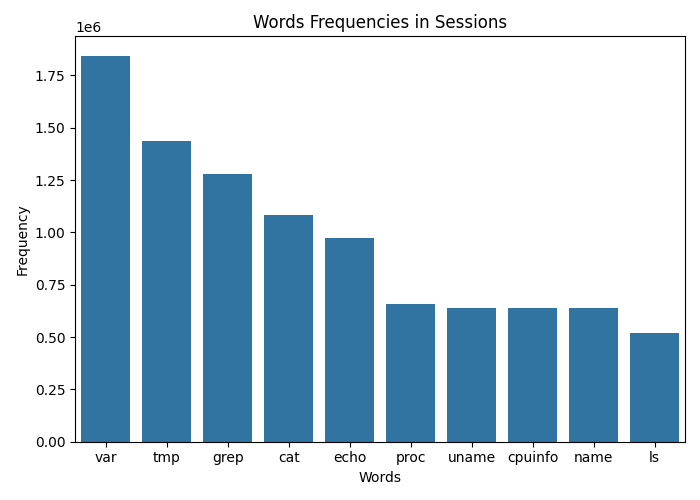 Words Frequencies in Sessions
1e6
1.75
1.50
1.25
1.00
0.75
0.50
0.25
0.00
Frequency
var tmp grep cat echo proc uname cpuinfo name ls
Words